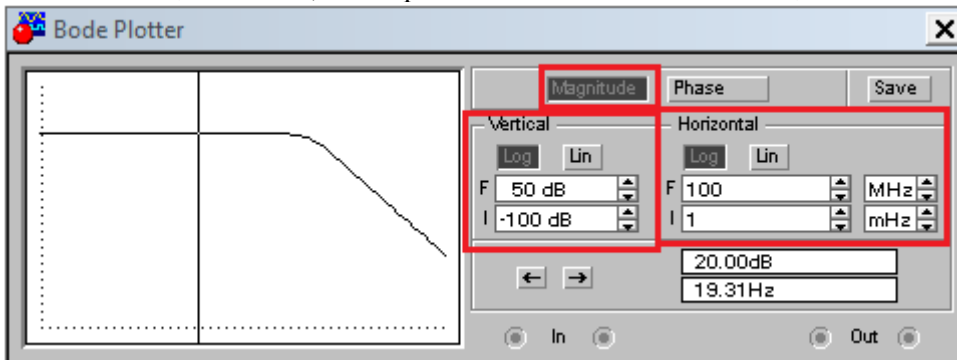 Bode Plotter
Magnitude Phase Save
Vertical Horizontal
Log Lin Log Lin
F 50 dB F 100 MHz
I -100 dB I 1 mHz
20.00dB
19.31Hz
In Out